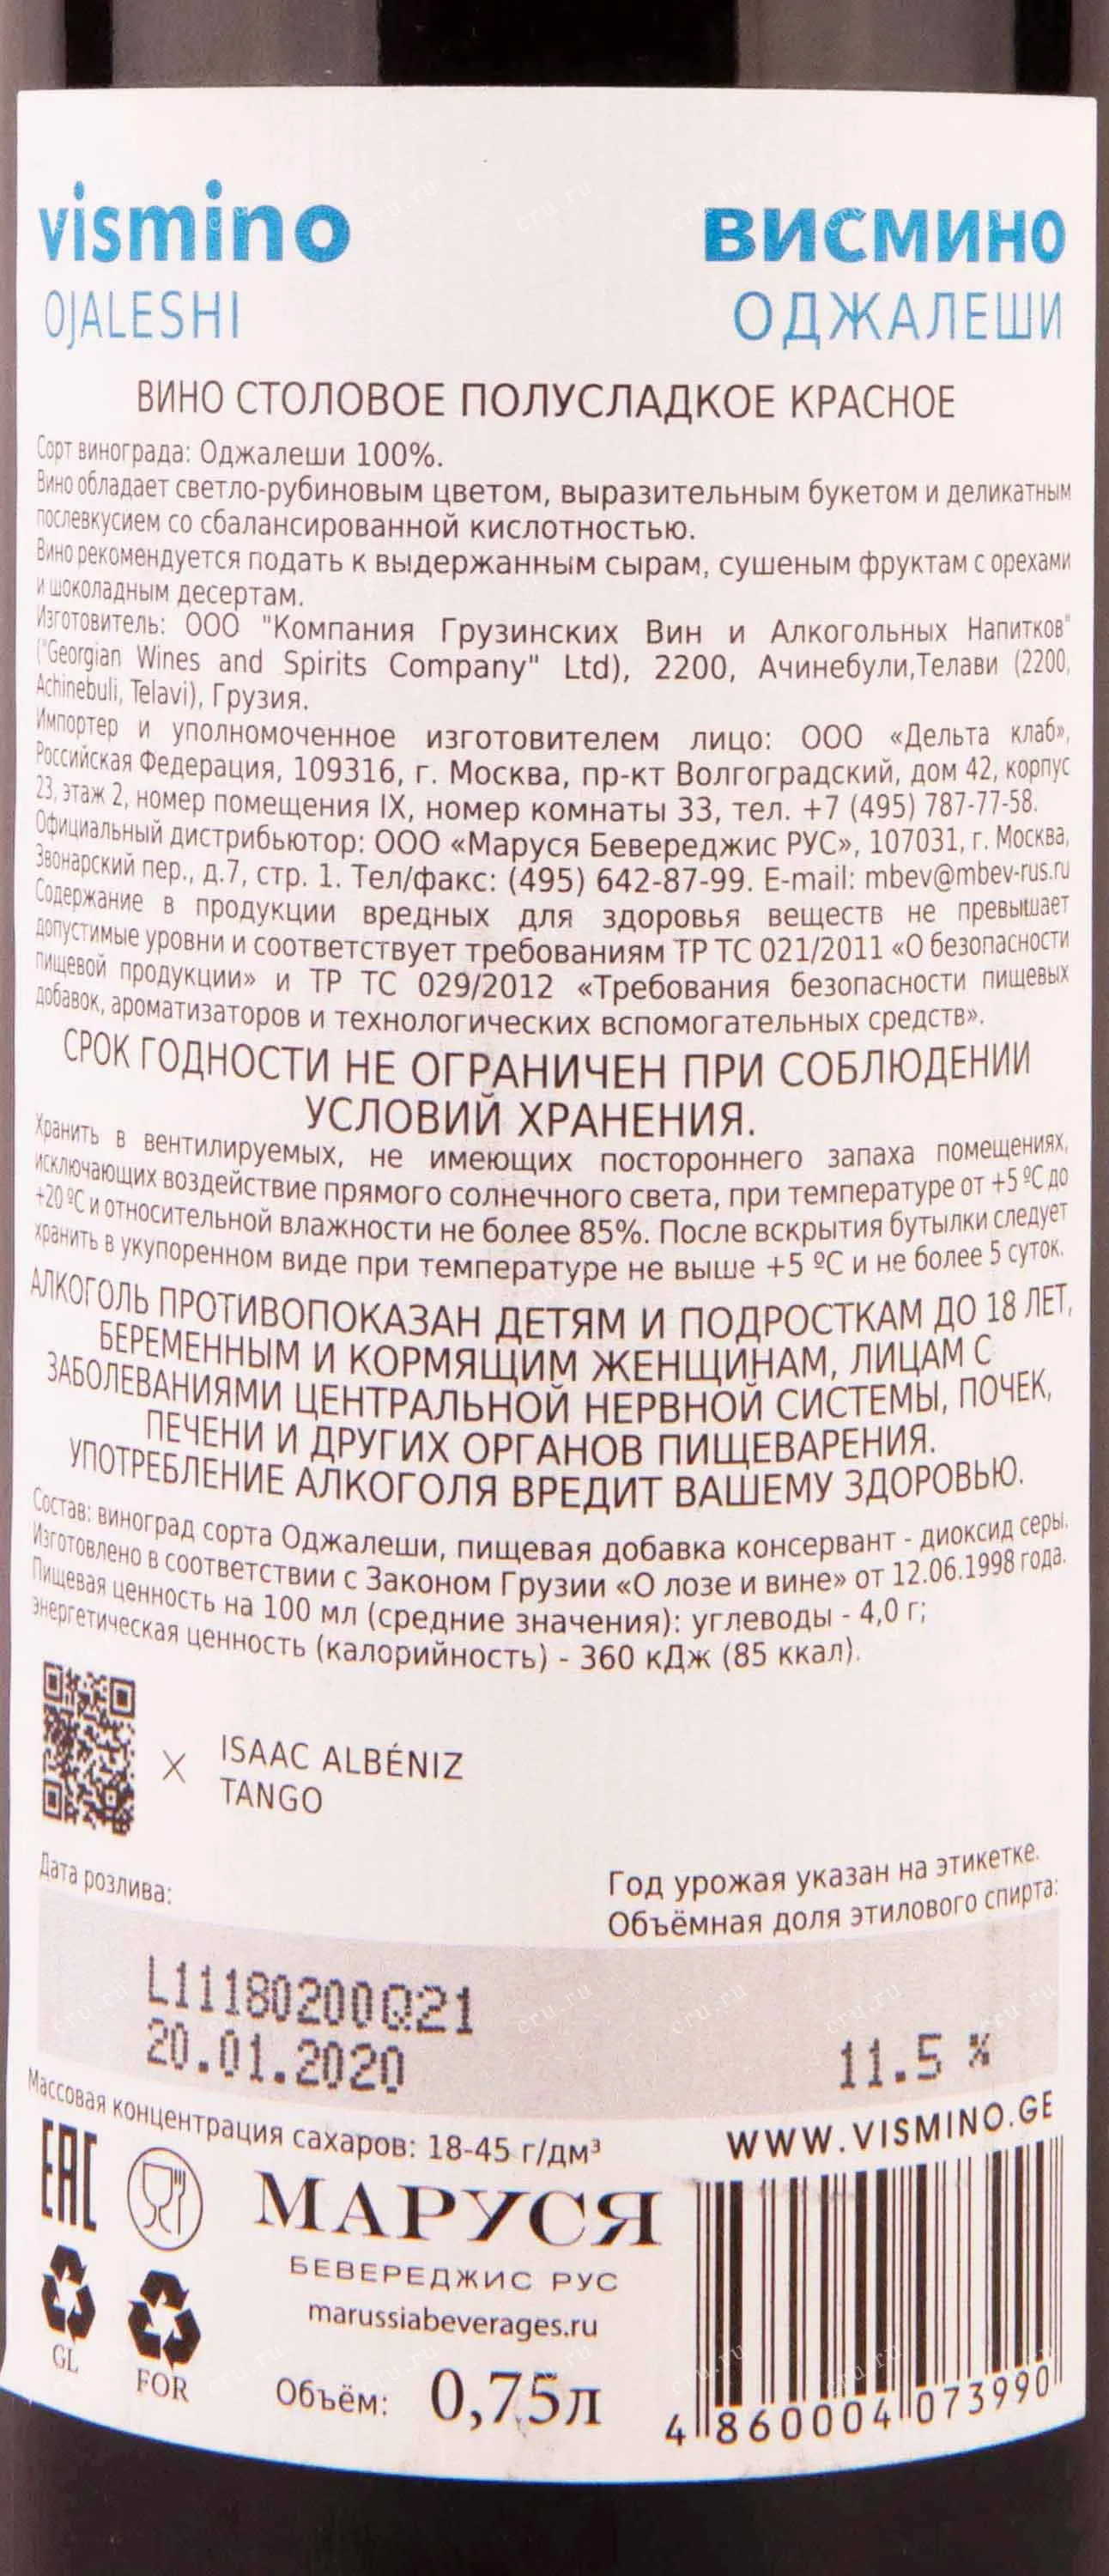 vismino
ВИСМИНО
OJALESHI
ОДЖАЛЕШИ
ВИНО СТОЛОВОЕ ПОЛУСЛАДКОЕ КРАСНОЕ
Сорт винограда: Оджалеши 100%.
Вино обладает светло-рубиновым цветом, выразительным букетом и деликатным
послевкусием со сбалансированной кислотностью.
Вино рекомендуется подать к выдержанным сырам, сушеным фруктам с орехами
и шоколадным десертам.
Изготовитель: ООО "Компания Грузинских Вин и Алкогольных Напитков"
("Georgian Wines and Spirits Company" Ltd), 2200, Ачинебули,Телави (2200,
Achinebuli, Telavi), Грузия.
Импортер и уполномоченное изготовителем лицо: ООО «Дельта клаб»,
Российская Федерация, 109316, г. Москва, пр-кт Волгоградский, дом 42, корпус
23, этаж 2, номер помещения IX, номер комнаты 33, тел. +7 (495) 787-77-58.
Официальный дистрибьютор: ООО «Маруся Бевереджис РУС», 107031, г. Москва,
Звонарский пер., д.7, стр. 1. Тел/факс: (495) 642-87-99. E-mail: mbev@mbev-rus.ru
Содержание в продукции вредных для здоровья веществ не превышает
допустимые уровни и соответствует требованиям ТР ТС 021/2011 «О безопасности
пищевой продукции» и ТР ТС 029/2012 «Требования безопасности пищевых
добавок, ароматизаторов и технологических вспомогательных средств».
СРОК ГОДНОСТИ НЕ ОГРАНИЧЕН ПРИ СОБЛЮДЕНИИ
УСЛОВИЙ ХРАНЕНИЯ.
Хранить в вентилируемых, не имеющих постороннего запаха помещениях,
исключающих воздействие прямого солнечного света, при температуре от +5 ºС до
+20 ºС и относительной влажности не более 85%. После вскрытия бутылки следует
хранить в укупоренном виде при температуре не выше +5 ºС и не более 5 суток.
АЛКОГОЛЬ ПРОТИВОПОКАЗАН ДЕТЯМ И ПОДРОСТКАМ ДО 18 ЛЕТ,
БЕРЕМЕННЫМ И КОРМЯЩИМ ЖЕНЩИНАМ, ЛИЦАМ С
ЗАБОЛЕВАНИЯМИ ЦЕНТРАЛЬНОЙ НЕРВНОЙ СИСТЕМЫ, ПОЧЕК,
ПЕЧЕНИ И ДРУГИХ ОРГАНОВ ПИЩЕВАРЕНИЯ.
УПОТРЕБЛЕНИЕ АЛКОГОЛЯ ВРЕДИТ ВАШЕМУ ЗДОРОВЬЮ.
Состав: виноград сорта Оджалеши, пищевая добавка консервант - диоксид серы.
Изготовлено в соответствии с Законом Грузии «О лозе и вине» от 12.06.1998 года.
Пищевая ценность на 100 мл (средние значения): углеводы - 4,0 г;
энергетическая ценность (калорийность) - 360 кДж (85 ккал).
× ISAAC ALBÉNIZ
TANGO
Дата розлива:
Год урожая указан на этикетке.
Объёмная доля этилового спирта:
L11180200Q21
20.01.2020
11.5 %
Массовая концентрация сахаров: 18-45 г/дм³
WWW.VISMINO.GE
EAC
МАРУСЯ
БЕВЕРЕДЖИС РУС
marussiabeverages.ru
GL
FOR
Объём: 0,75л
4 860004 073990
cru.ru